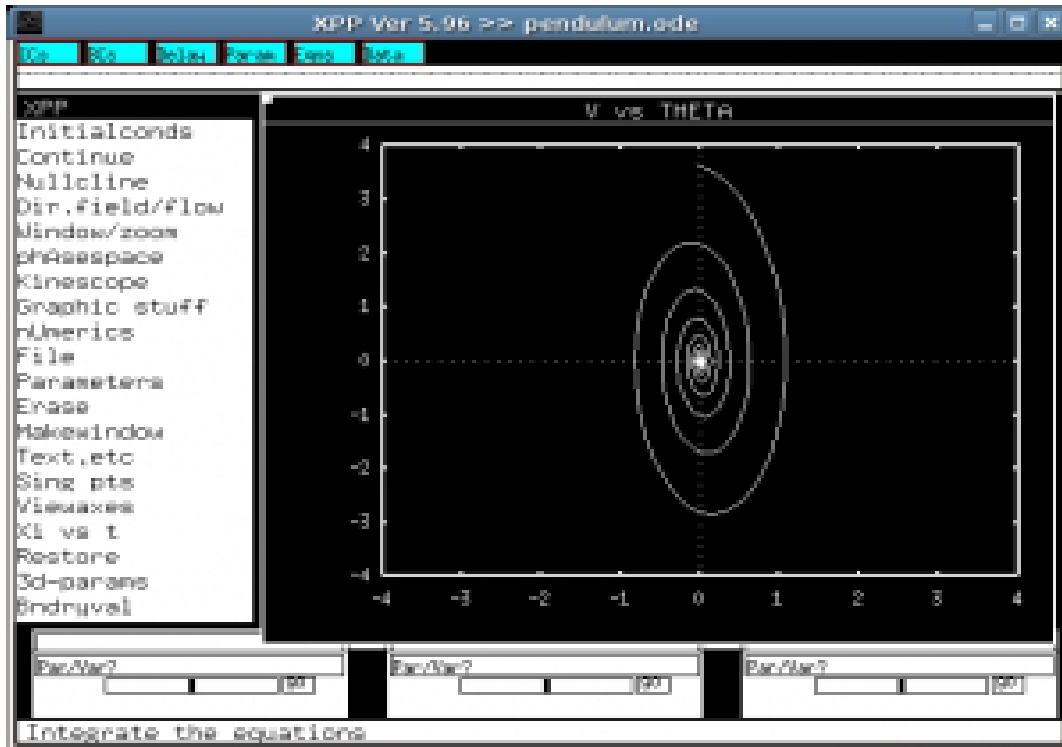 XPP Ver 5.96 >> pendulum.ode
ICs BCs Delay Param Eqns Data
XPP
V vs THETA
Initialconds
Continue
Nullcline
Dir.field/flow
Window/zoom
phAsespace
Kinescope
Graphic stuff
nUmerics
File
Parameters
Erase
Makewindow
Text,etc
Sing pts
Viewaxes
Xi vs t
Restore
3d-params
Bndryval
4
3
2
1
0
-1
-2
-3
-4
-4 -3 -2 -1 0 1 2 3 4
Par/Var? Par/Var? Par/Var?
go go go
Integrate the equations